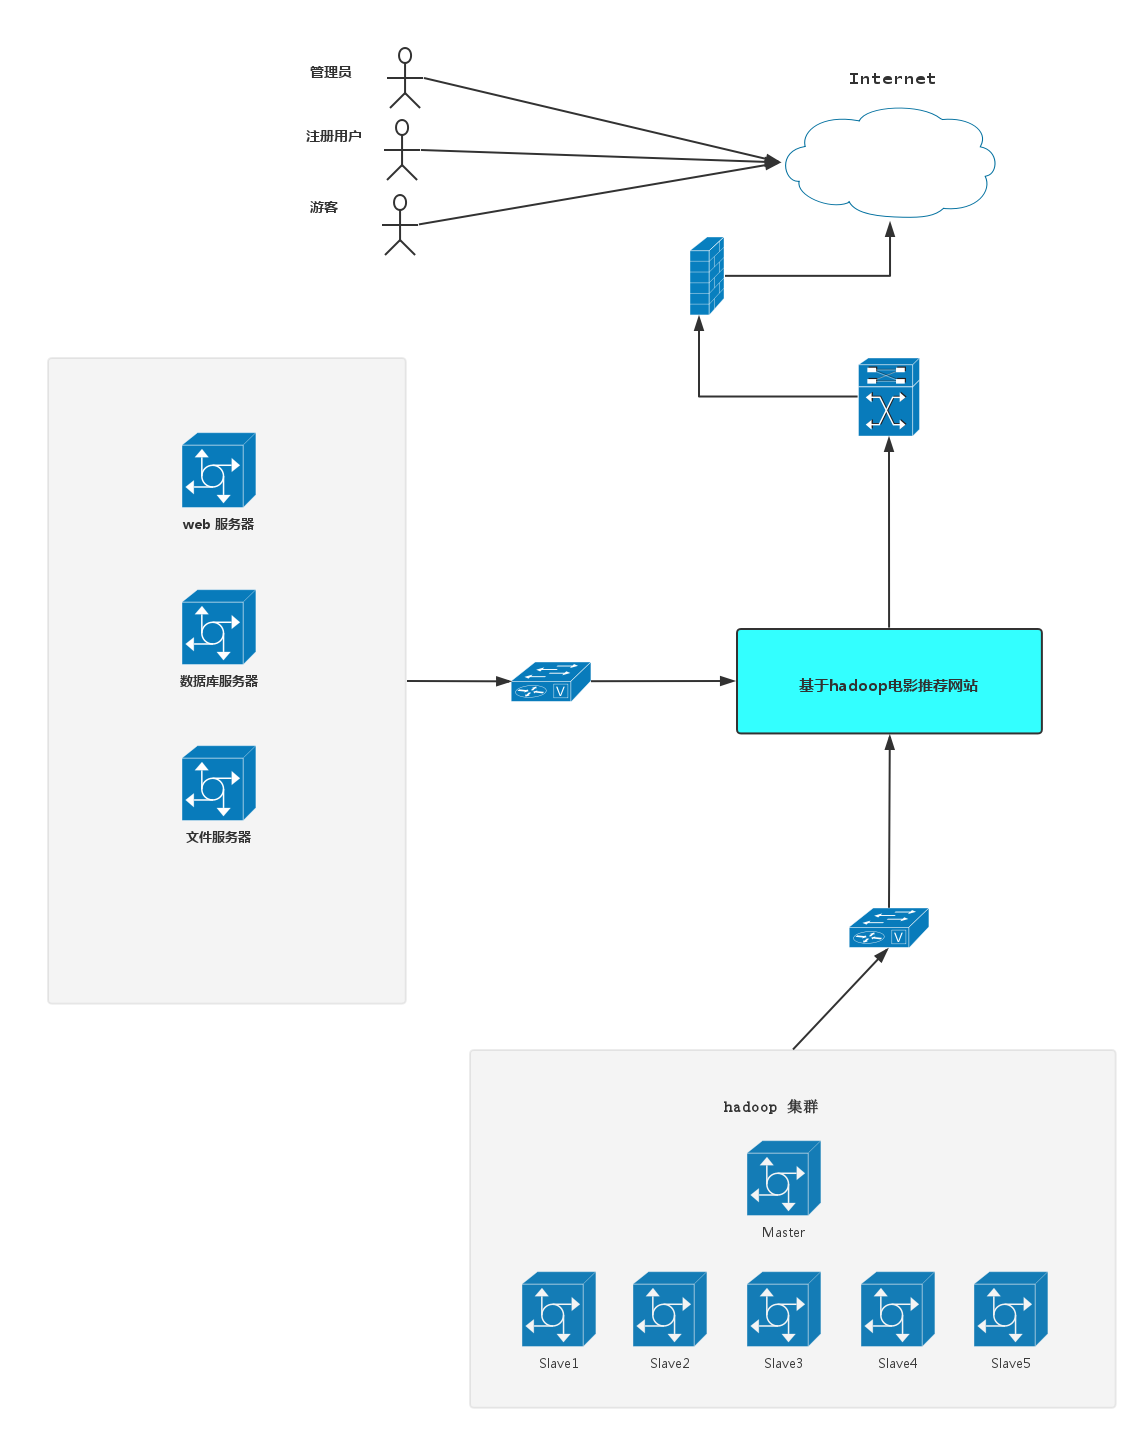 管理员
Internet
注册用户
游客
web 服务器
数据库服务器
V
基于hadoop电影推荐网站
文件服务器
V
hadoop 集群
Master
Slave1
Slave2
Slave3
Slave4
Slave5